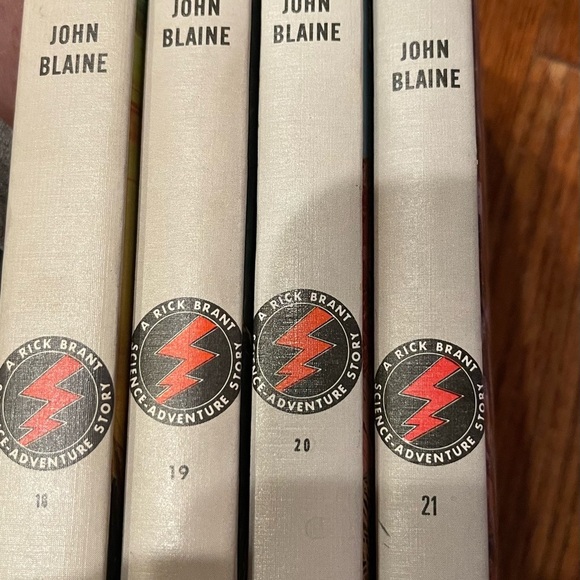 JOHN
BLAINE
A RICK BRANT
SCIENCE-ADVENTURE STORY
18
JOHN
BLAINE
A RICK BRANT
SCIENCE-ADVENTURE STORY
19
JOHN
BLAINE
A RICK BRANT
SCIENCE-ADVENTURE STORY
20
JOHN
BLAINE
A RICK BRANT
SCIENCE-ADVENTURE STORY
21